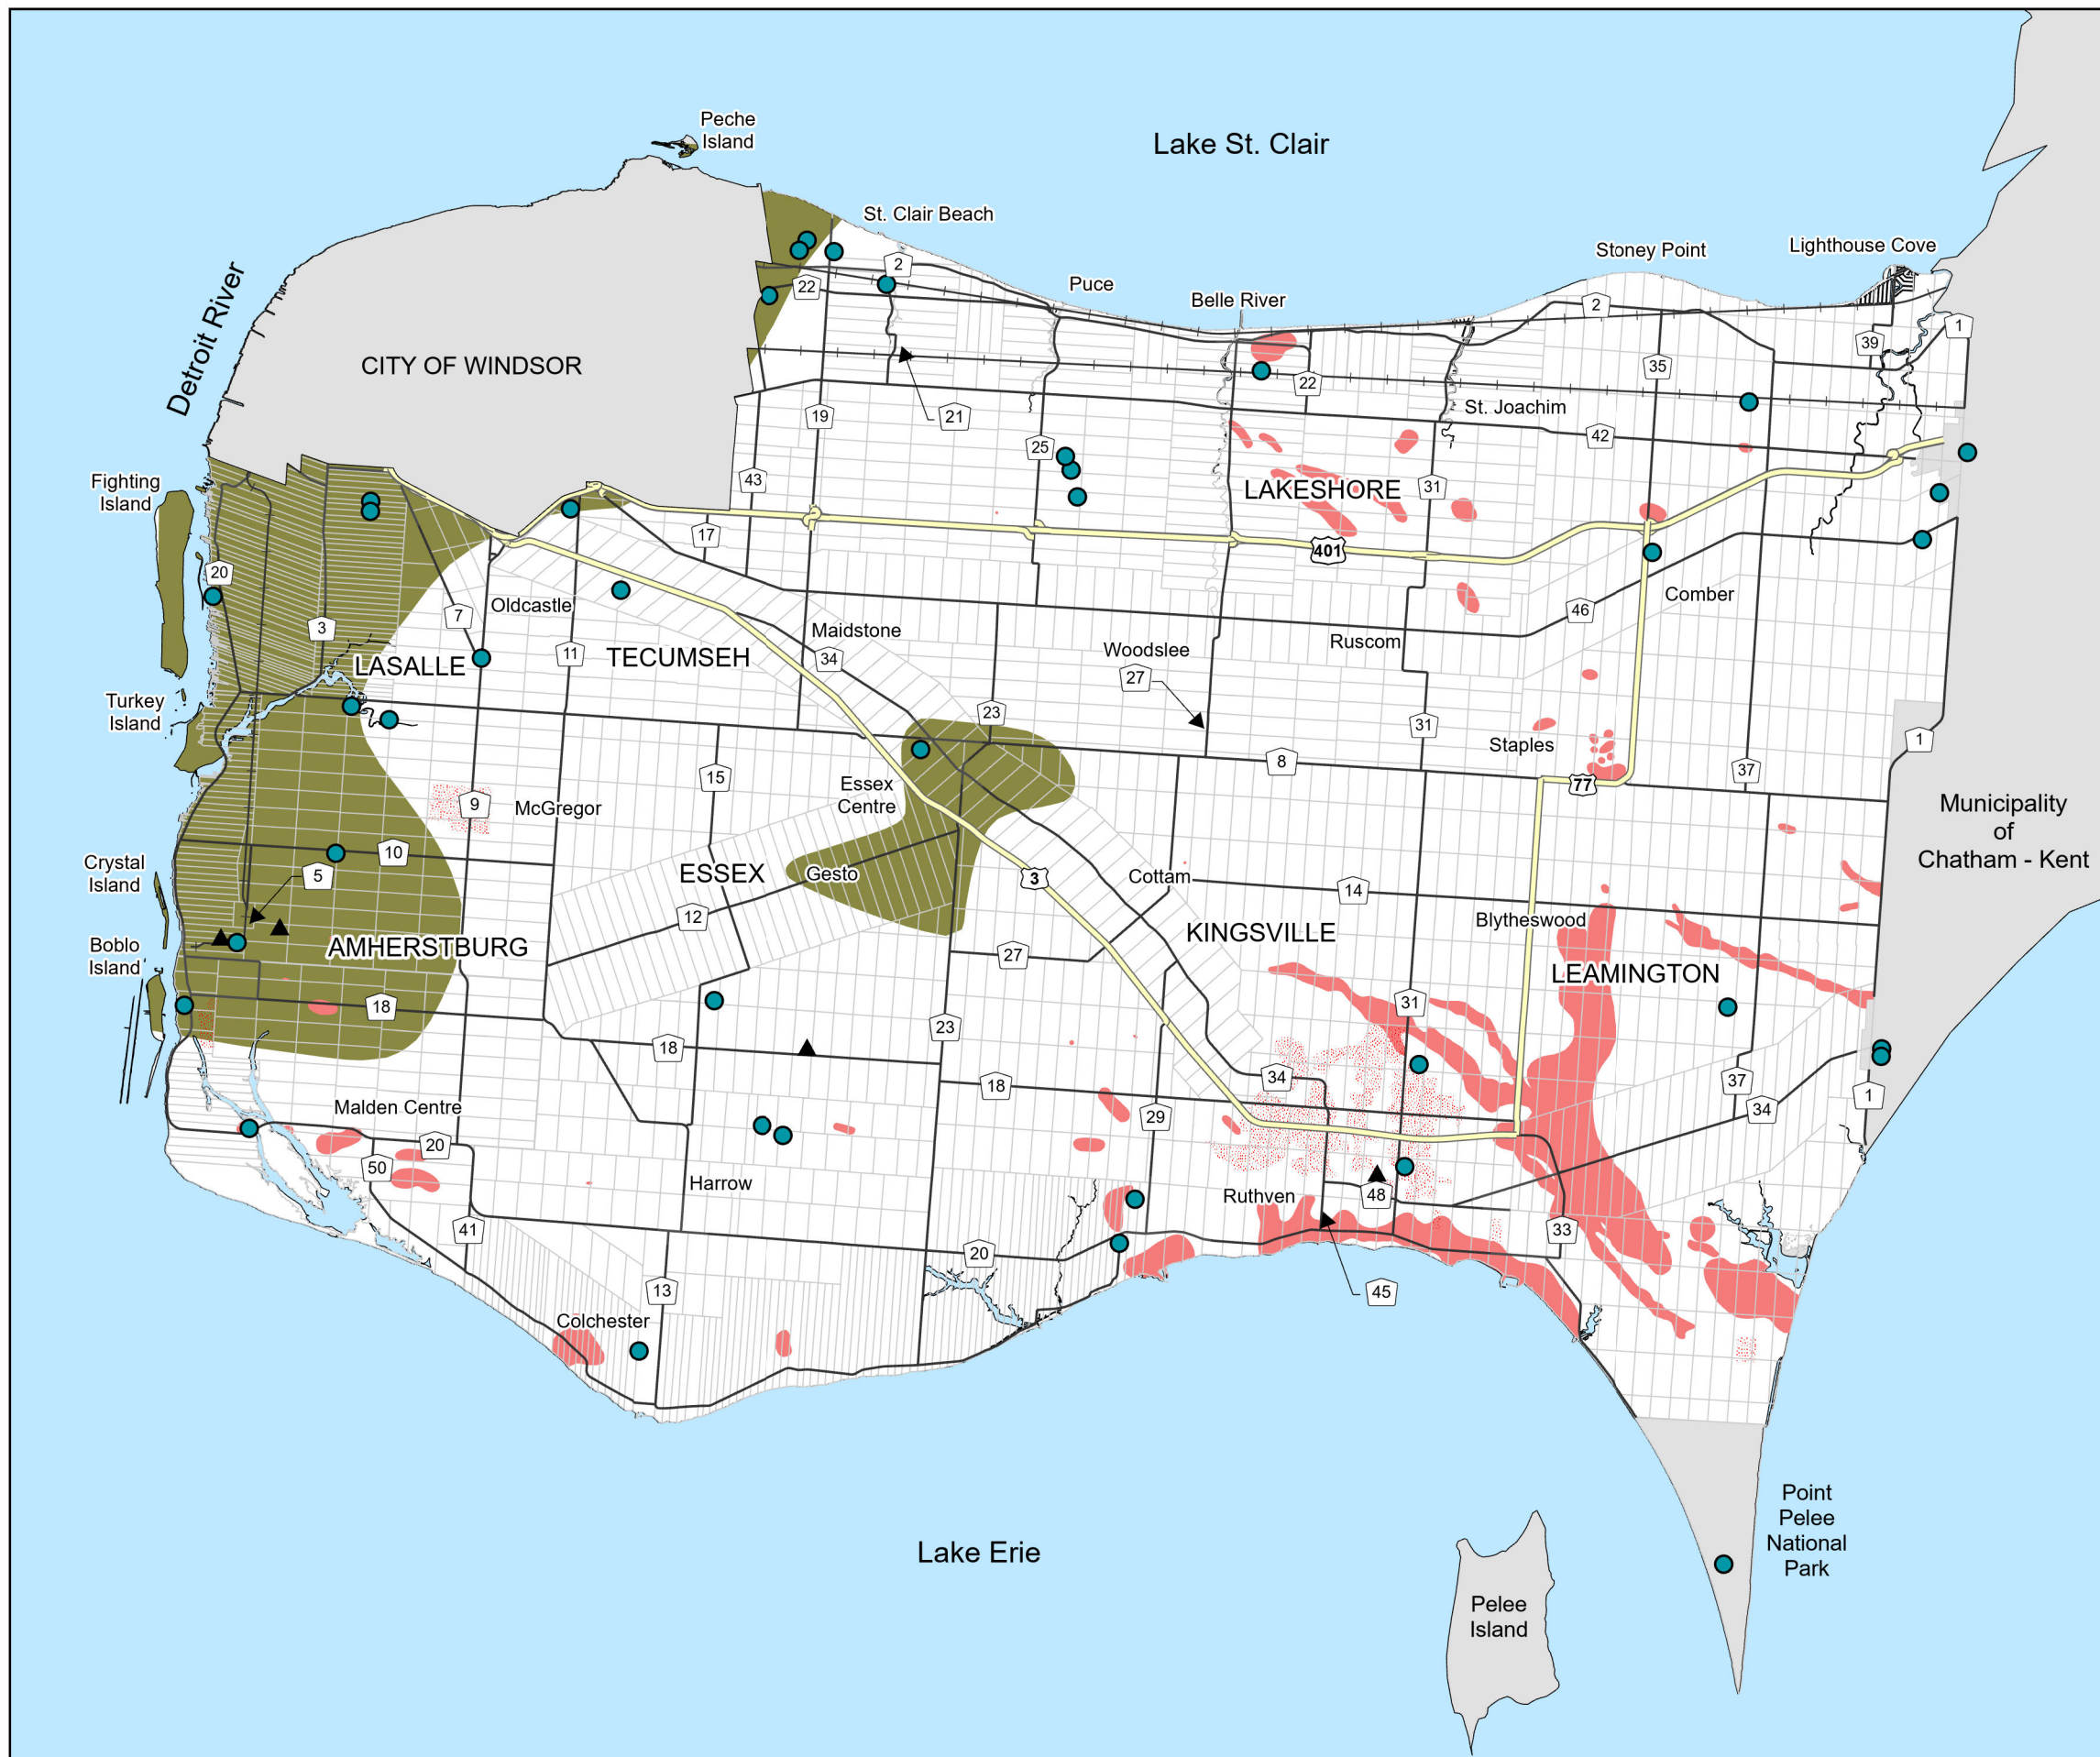 Peche
Island
Lake St. Clair
St. Clair Beach
Stoney Point
Lighthouse Cove
2
22
Puce
Belle River
2
1
39
Detroit River
CITY OF WINDSOR
35
22
19
21
St. Joachim
42
25
43
Fighting
Island
LAKESHORE
31
17
401
20
Oldcastle
7
3
Comber
46
Maidstone
Ruscom
Woodslee
11
TECUMSEH
34
LASALLE
27
Turkey
Island
23
31
Staples
1
8
15
37
77
Essex
Centre
9
McGregor
Municipality
of
Chatham - Kent
10
Crystal
Island
5
ESSEX
Gesto
3
Cottam
14
12
Blytheswood
KINGSVILLE
Boblo
Island
AMHERSTBURG
27
LEAMINGTON
18
31
23
18
34
18
37
34
1
Malden Centre
29
20
50
Harrow
Ruthven
48
41
33
20
13
45
Colchester
Point
Pelee
National
Park
Lake Erie
Pelee
Island